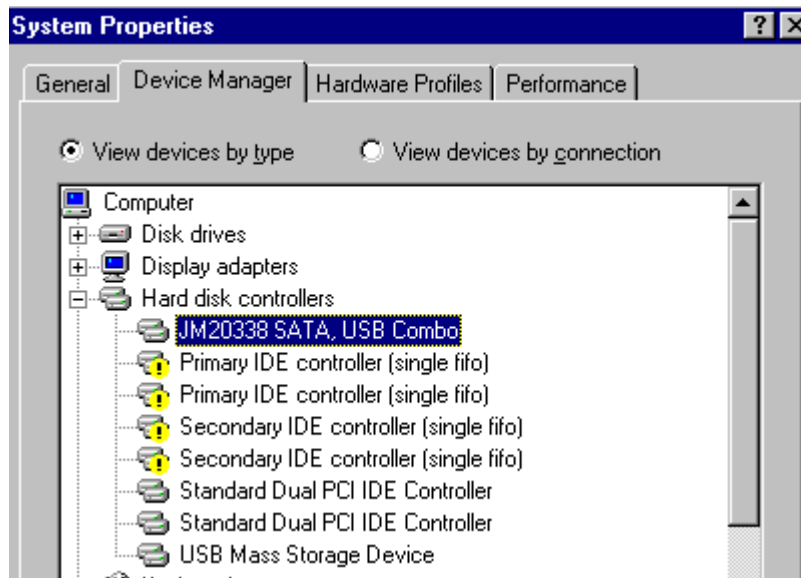 System Properties
General Device Manager Hardware Profiles Performance
View devices by type View devices by connection
Computer
Disk drives
Display adapters
Hard disk controllers
JM20338 SATA, USB Combo
Primary IDE controller (single fifo)
Primary IDE controller (single fifo)
Secondary IDE controller (single fifo)
Secondary IDE controller (single fifo)
Standard Dual PCI IDE Controller
Standard Dual PCI IDE Controller
USB Mass Storage Device